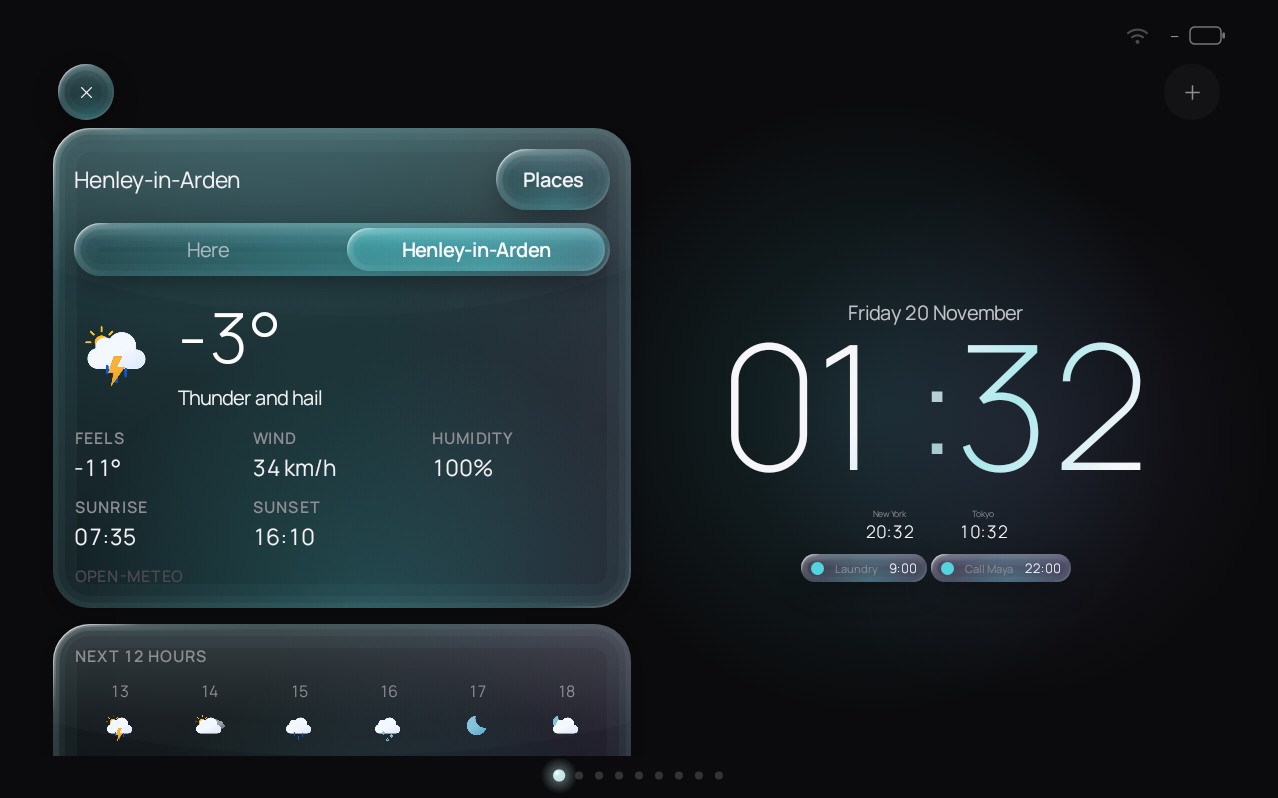 –
Henley-in-Arden
Places
Here
Henley-in-Arden
-3°
Thunder and hail
FEELS
WIND
HUMIDITY
-11°
34 km/h
100%
SUNRISE
SUNSET
07:35
16:10
OPEN-METEO
NEXT 12 HOURS
13 14 15 16 17 18
Friday 20 November
01:32
New York
Tokyo
20:32
10:32
Laundry 9:00
Call Maya 22:00